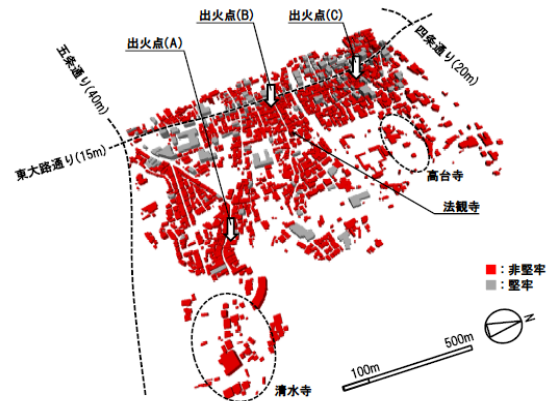 出火点(C)
出火点(B)
出火点(A)
四条通り(20m)
五条通り(40m)
東大路通り(15m)
高台寺
法観寺
■：非堅牢
■：堅牢
N
500m
100m
清水寺